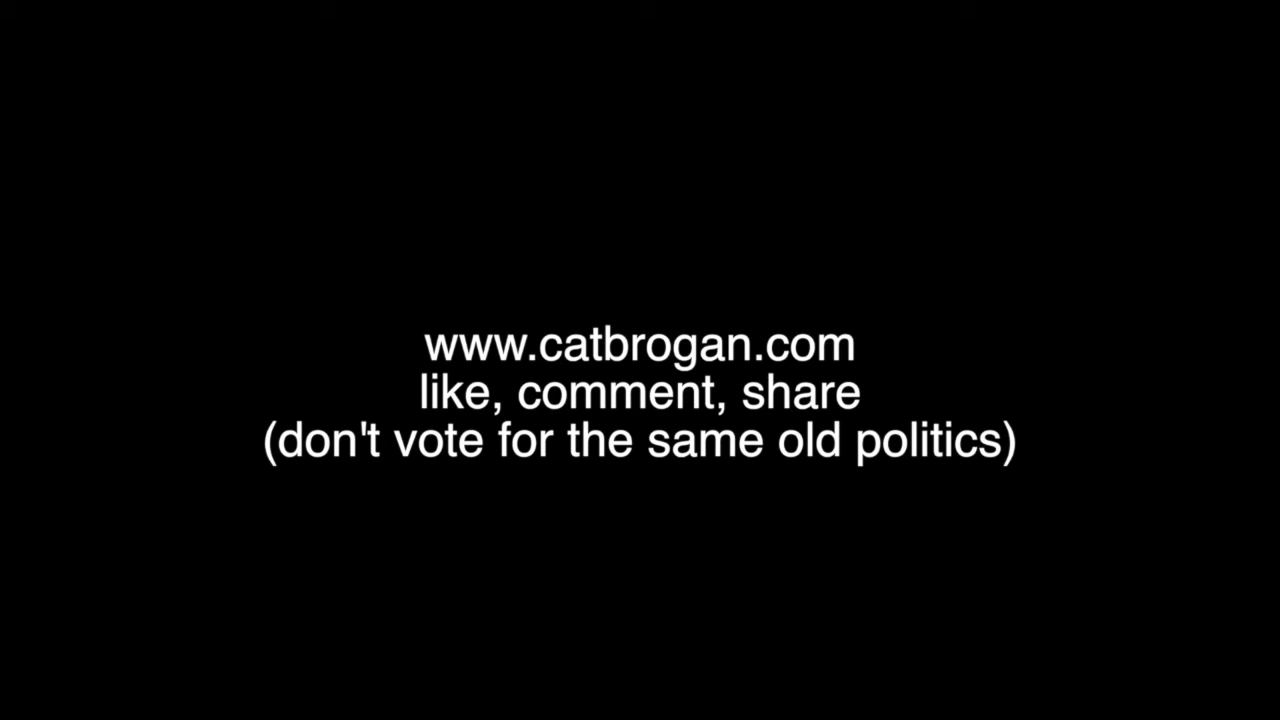 www.catbrogan.com
like, comment, share
(don't vote for the same old politics)